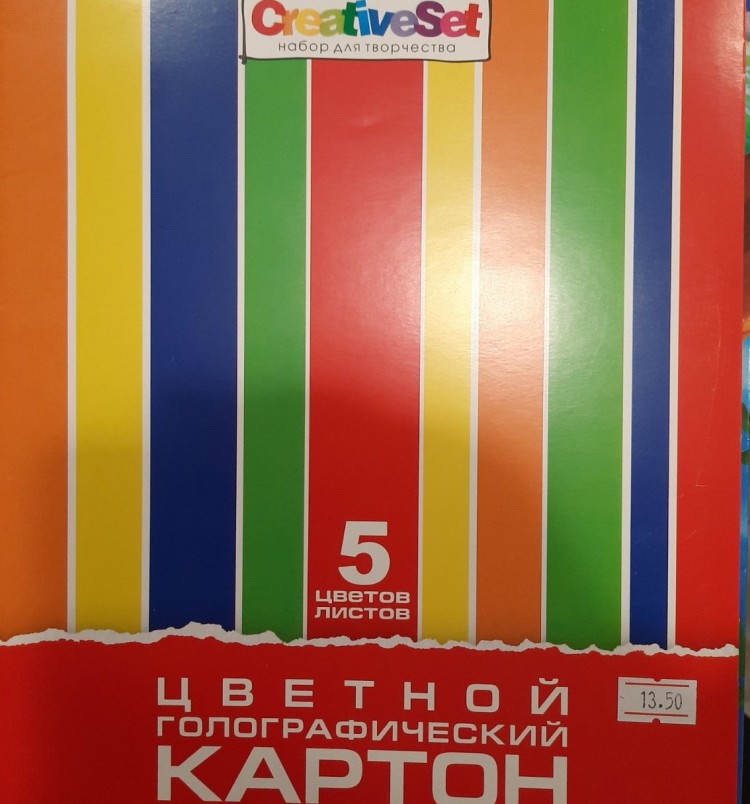 CreativeSet
набор для творчества
5
цветов
листов
ЦВЕТНОЙ
ГОЛОГРАФИЧЕСКИЙ
КАРТОН
13.50